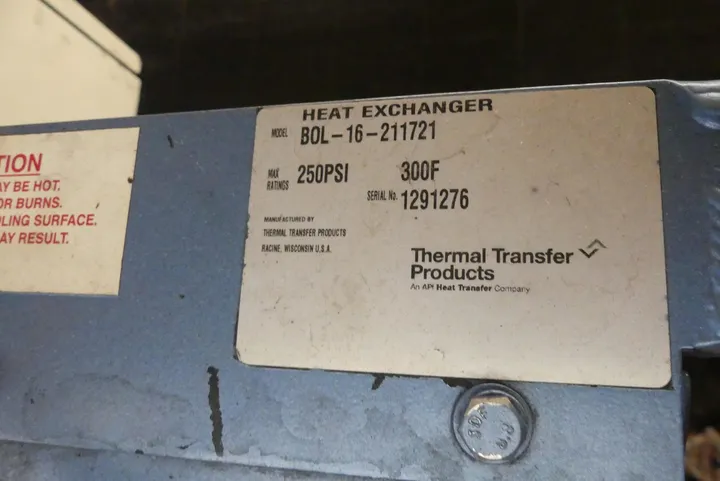 TION
AY BE HOT.
OR BURNS.
LING SURFACE.
AY RESULT.
HEAT EXCHANGER
MODEL BOL-16-211721
MAX RATINGS 250PSI 300F
SERIAL No. 1291276
MANUFACTURED BY
THERMAL TRANSFER PRODUCTS
RACINE, WISCONSIN U.S.A.
Thermal Transfer
Products
An API Heat Transfer Company